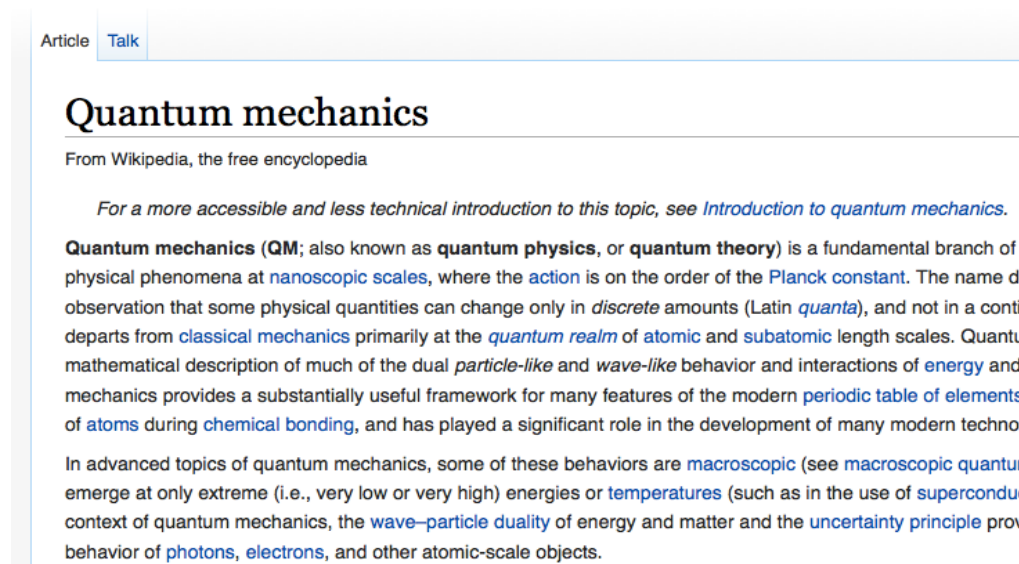 Article Talk
Quantum mechanics
From Wikipedia, the free encyclopedia
For a more accessible and less technical introduction to this topic, see Introduction to quantum mechanics.
Quantum mechanics (QM; also known as quantum physics, or quantum theory) is a fundamental branch of
physical phenomena at nanoscopic scales, where the action is on the order of the Planck constant. The name
observation that some physical quantities can change only in discrete amounts (Latin quanta), and not in a
departs from classical mechanics primarily at the quantum realm of atomic and subatomic length scales.
mathematical description of much of the dual particle-like and wave-like behavior and interactions of energy and
mechanics provides a substantially useful framework for many features of the modern periodic table of elements
of atoms during chemical bonding, and has played a significant role in the development of many modern
In advanced topics of quantum mechanics, some of these behaviors are macroscopic (see macroscopic
emerge at only extreme (i.e., very low or very high) energies or temperatures (such as in the use of
context of quantum mechanics, the wave–particle duality of energy and matter and the uncertainty principle
behavior of photons, electrons, and other atomic-scale objects.